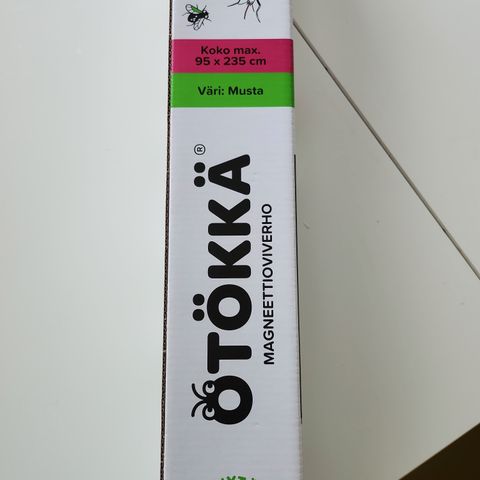 Koko max.
95 x 235 cm
Väri: Musta
ÖTÖKKÄ®
MAGNEETTIOVIVERHO